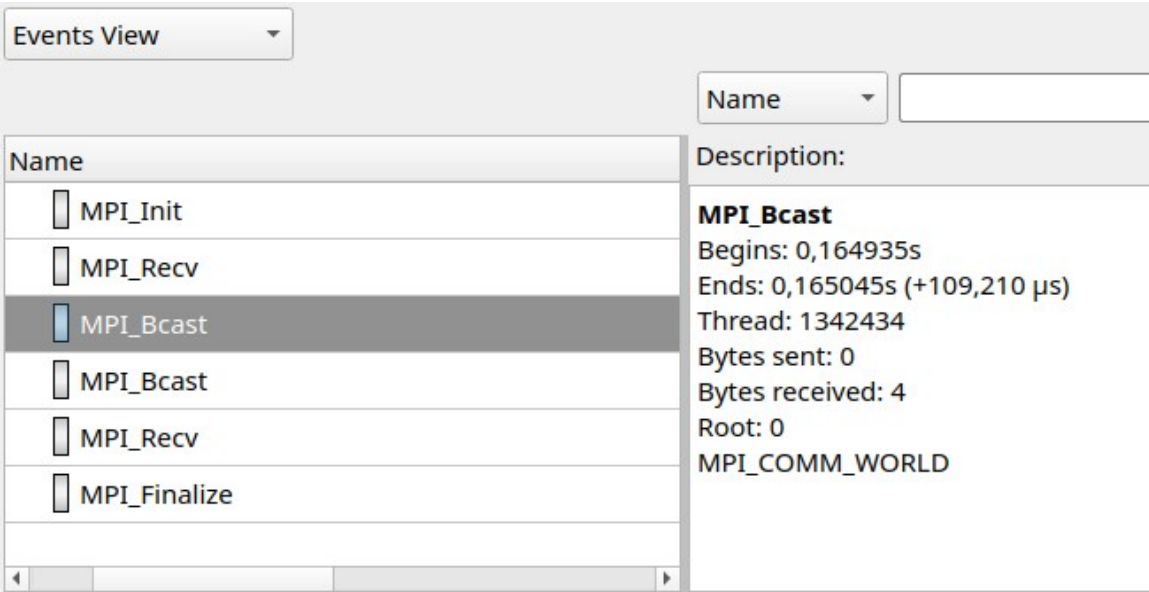 Events View
Name
Name
MPI_Init
MPI_Recv
MPI_Bcast
MPI_Bcast
MPI_Recv
MPI_Finalize
Description:
MPI_Bcast
Begins: 0,164935s
Ends: 0,165045s (+109,210 µs)
Thread: 1342434
Bytes sent: 0
Bytes received: 4
Root: 0
MPI_COMM_WORLD